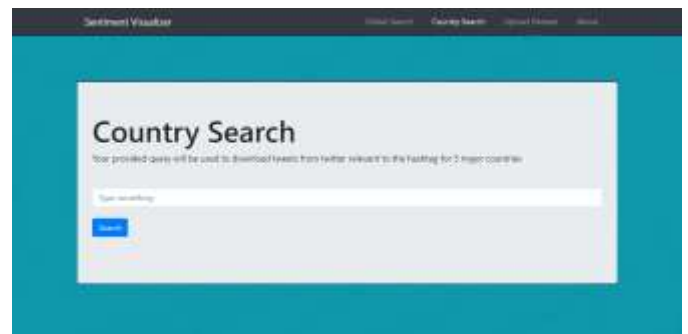 Sentiment Visualizer Global Search Country Search Upload Dataset About
Country Search
Your provided query will be used to download tweets from twitter relevant to the hashtag for 5 major countries
Type something
Search